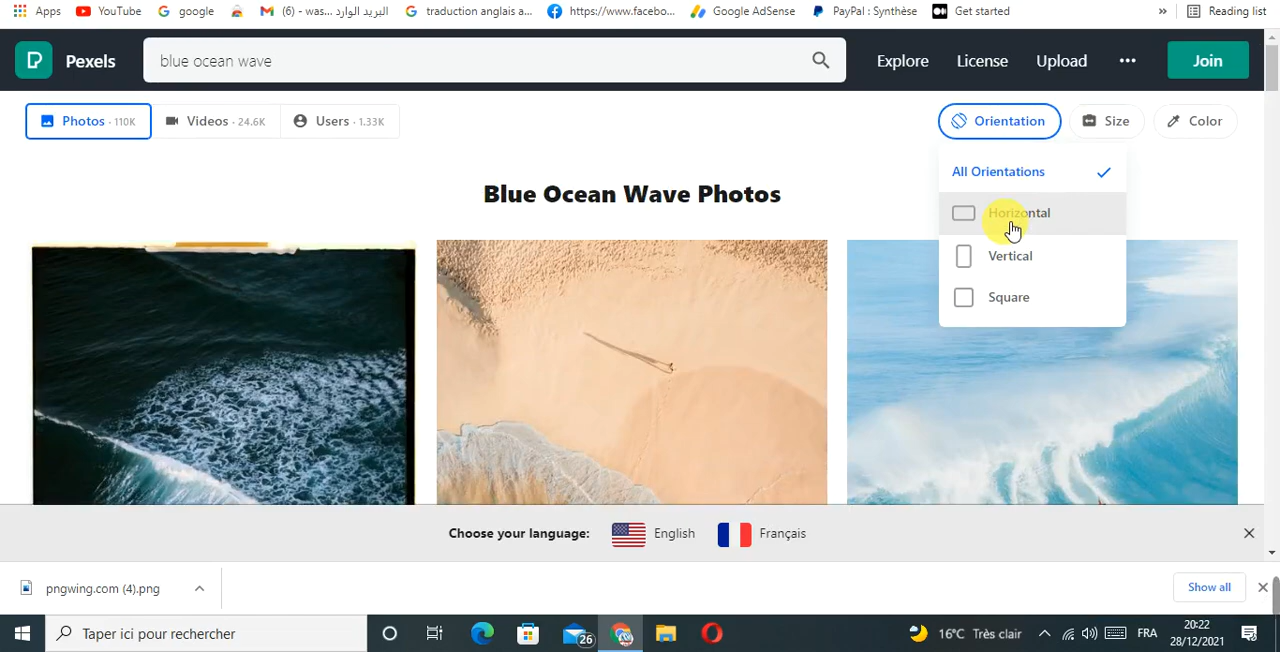 Apps YouTube google (6) - was... البريد الوارد traduction anglais a... https://www.facebo... Google AdSense PayPal : Synthèse Get started » Reading list
Pexels blue ocean wave Explore License Upload ••• Join
Photos · 110K Videos · 24.6K Users · 1.33K Orientation Size Color
All Orientations
Horizontal
Vertical
Square
Blue Ocean Wave Photos
Choose your language: English Français
pngwing.com (4).png Show all
Taper ici pour rechercher 26 16°C Très clair FRA 20:22
28/12/2021